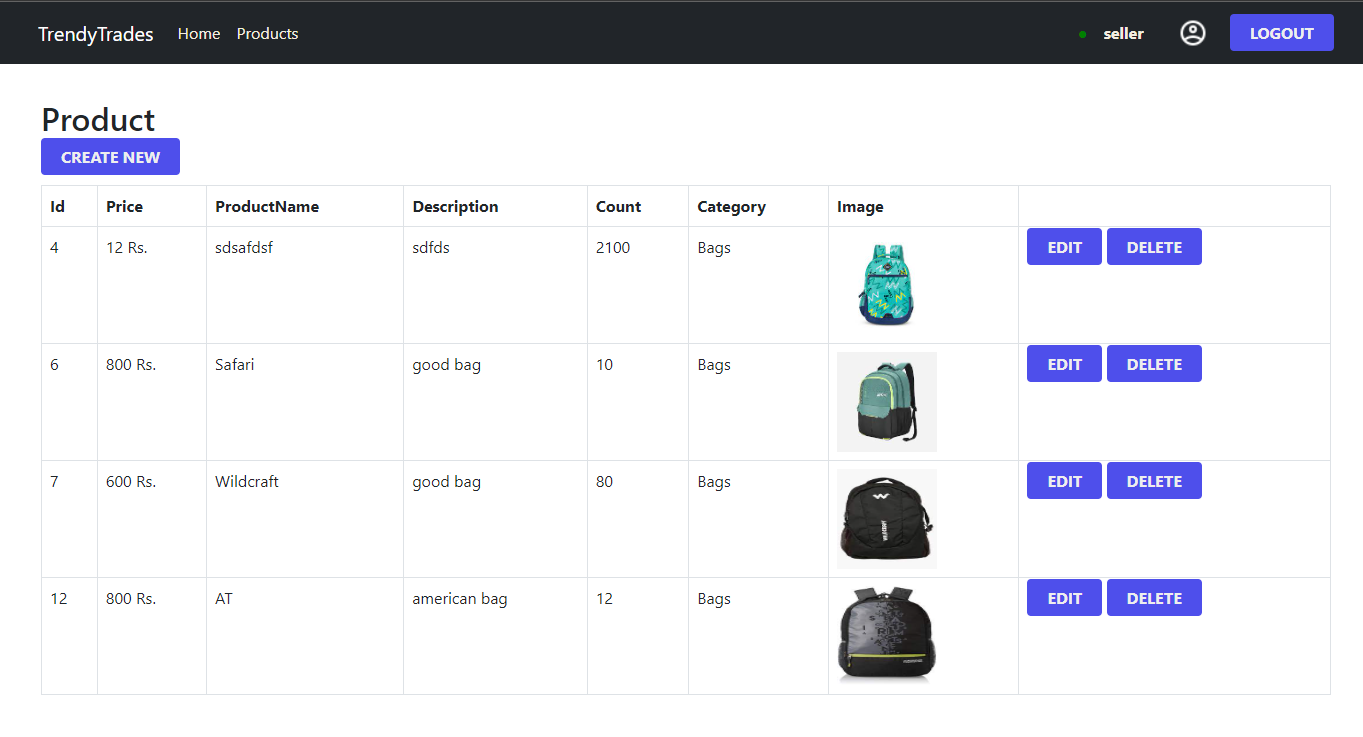 TrendyTrades Home Products seller LOGOUT
Product
CREATE NEW
Id Price ProductName Description Count Category Image
4 12 Rs. sdsafdsf sdfds 2100 Bags EDIT DELETE
6 800 Rs. Safari good bag 10 Bags EDIT DELETE
7 600 Rs. Wildcraft good bag 80 Bags EDIT DELETE
12 800 Rs. AT american bag 12 Bags EDIT DELETE